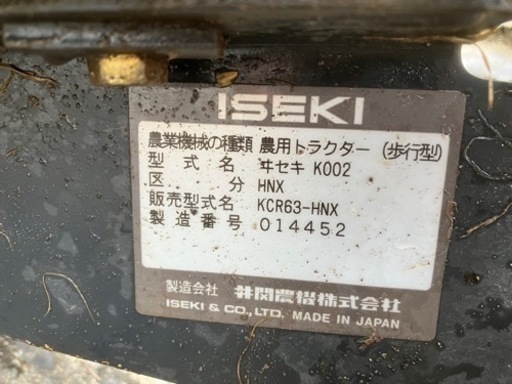 ISEKI
農業機械の種類 農用トラクター (歩行型)
型式名 ヰセキ K002
区分 HNX
販売型式名 KCR63-HNX
製造番号 014452
製造会社 井関農機株式会社
ISEKI & CO., LTD. MADE IN JAPAN